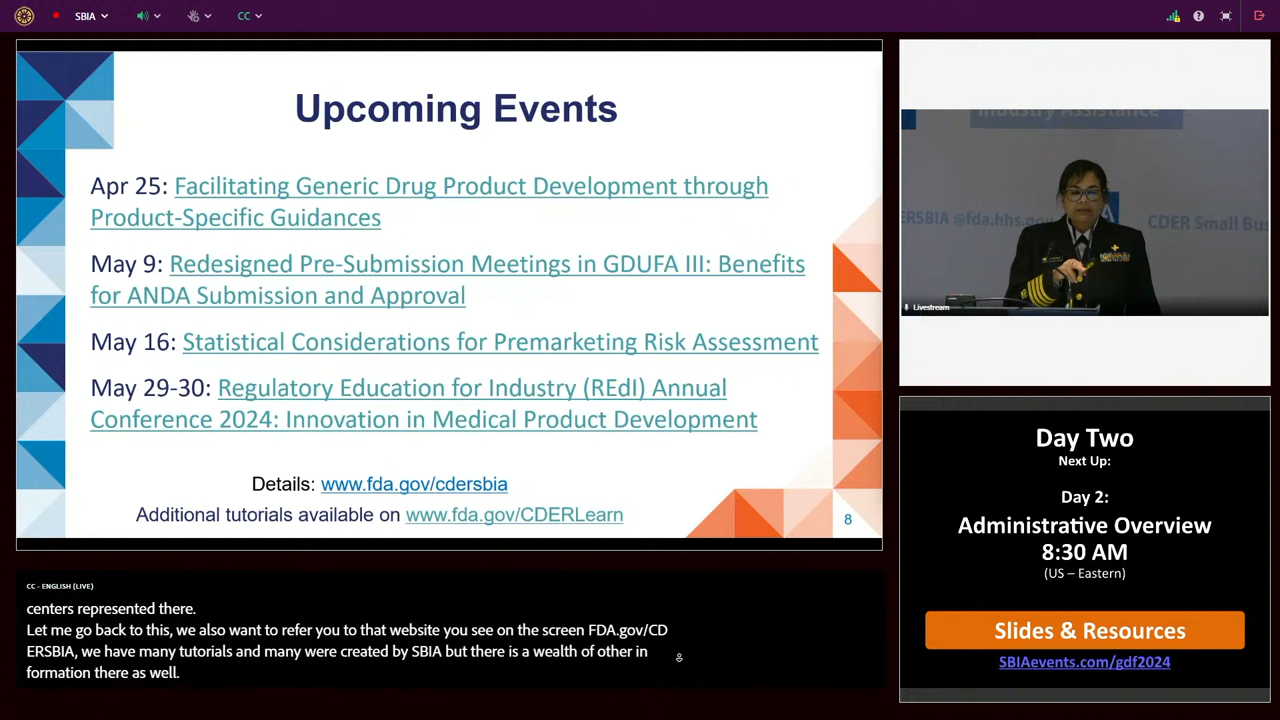 SBIA
CC
Upcoming Events
Apr 25: Facilitating Generic Drug Product Development through
Product-Specific Guidances
May 9: Redesigned Pre-Submission Meetings in GDUFA III: Benefits
for ANDA Submission and Approval
May 16: Statistical Considerations for Premarketing Risk Assessment
May 29-30: Regulatory Education for Industry (REdI) Annual
Conference 2024: Innovation in Medical Product Development
Details: www.fda.gov/cdersbia
Additional tutorials available on www.fda.gov/CDERLearn
8
Industry Assistance
ERSBIA @fda.hhs.gov
CDER Small Bus
Livestream
Day Two
Next Up:
Day 2:
Administrative Overview
8:30 AM
(US – Eastern)
Slides & Resources
SBIAevents.com/gdf2024
CC - ENGLISH (LIVE)
centers represented there.
Let me go back to this, we also want to refer you to that website you see on the screen FDA.gov/CD
ERSBIA, we have many tutorials and many were created by SBIA but there is a wealth of other in
formation there as well.